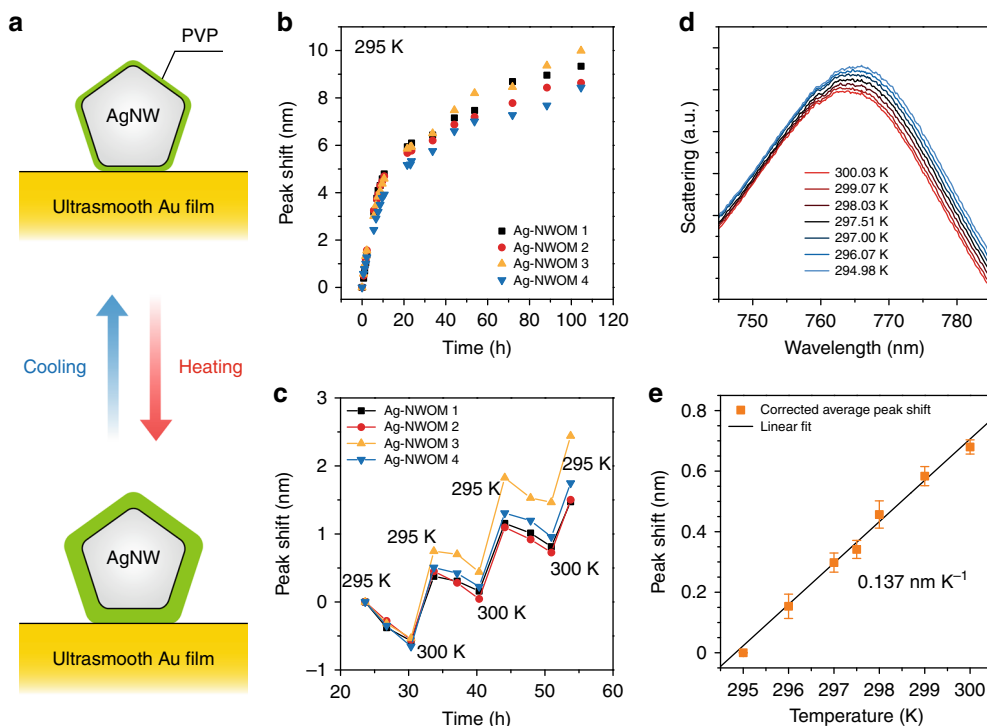 a
PVP
AgNW
Ultrasmooth Au film
Cooling
Heating
AgNW
Ultrasmooth Au film
b
295 K
10
8
6
4
2
0
Peak shift (nm)
Ag-NWOM 1
Ag-NWOM 2
Ag-NWOM 3
Ag-NWOM 4
0 20 40 60 80 100 120
Time (h)
c
3
2
1
0
–1
Peak shift (nm)
Ag-NWOM 1
Ag-NWOM 2
Ag-NWOM 3
Ag-NWOM 4
295 K
300 K
295 K
300 K
295 K
300 K
295 K
20 30 40 50 60
Time (h)
d
Scattering (a.u.)
300.03 K
299.07 K
298.03 K
297.51 K
297.00 K
296.07 K
294.98 K
750 760 770 780
Wavelength (nm)
e
0.8
0.6
0.4
0.2
0
Peak shift (nm)
Corrected average peak shift
Linear fit
0.137 nm K–1
295 296 297 298 299 300
Temperature (K)